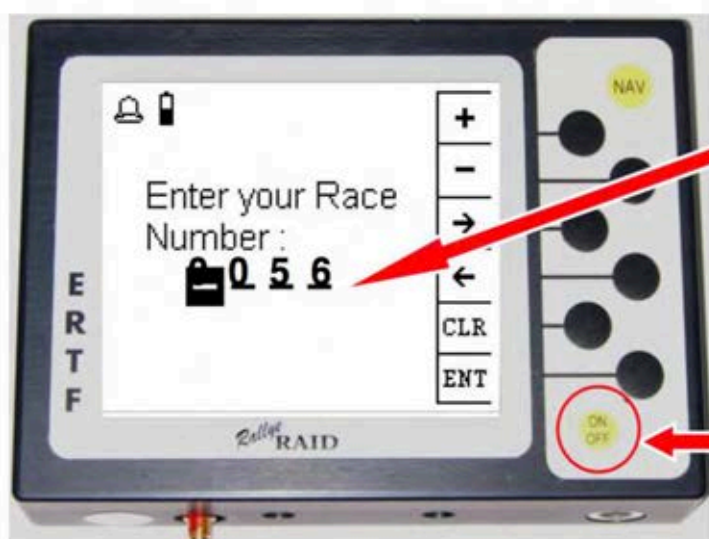 NAV
+
-
→
←
CLR
ENT
Enter your Race
Number :
0 5 6
E
R
T
F
Rallye RAID
ON
OFF